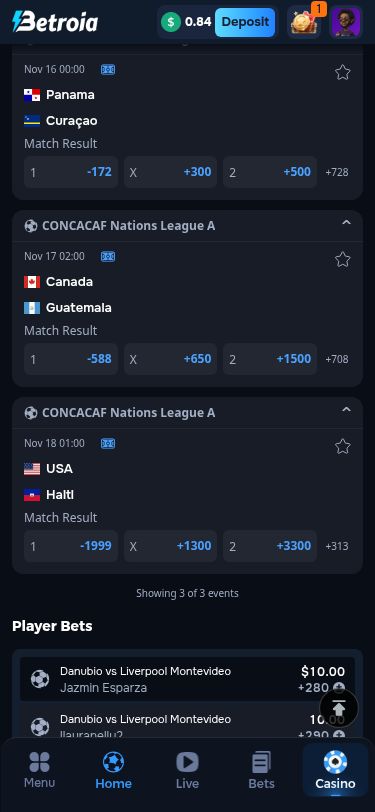 Betroia
$ 0.84 Deposit
1
Nov 16 00:00
Panama
Curaçao
Match Result
1 -172 X +300 2 +500 +728
CONCACAF Nations League A
Nov 17 02:00
Canada
Guatemala
Match Result
1 -588 X +650 2 +1500 +708
CONCACAF Nations League A
Nov 18 01:00
USA
Haiti
Match Result
1 -1999 X +1300 2 +3300 +313
Showing 3 of 3 events
Player Bets
Danubio vs Liverpool Montevideo $10.00
Jazmin Esparza +280
Danubio vs Liverpool Montevideo
+290
Menu Home Live Bets Casino